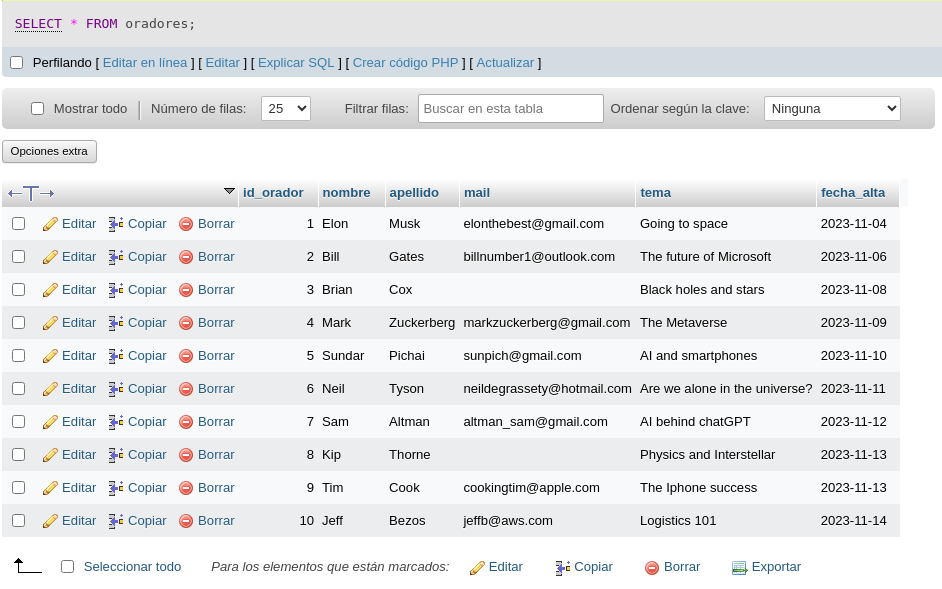 SELECT * FROM oradores;
Perfilando [ Editar en línea ] [ Editar ] [ Explicar SQL ] [ Crear código PHP ] [ Actualizar ]
Mostrar todo Número de filas: 25 Filtrar filas: Buscar en esta tabla Ordenar según la clave: Ninguna
Opciones extra
id_orador nombre apellido mail tema fecha_alta
Editar Copiar Borrar 1 Elon Musk elonthebest@gmail.com Going to space 2023-11-04
Editar Copiar Borrar 2 Bill Gates billnumber1@outlook.com The future of Microsoft 2023-11-06
Editar Copiar Borrar 3 Brian Cox Black holes and stars 2023-11-08
Editar Copiar Borrar 4 Mark Zuckerberg markzuckerberg@gmail.com The Metaverse 2023-11-09
Editar Copiar Borrar 5 Sundar Pichai sunpich@gmail.com AI and smartphones 2023-11-10
Editar Copiar Borrar 6 Neil Tyson neildegrassety@hotmail.com Are we alone in the universe? 2023-11-11
Editar Copiar Borrar 7 Sam Altman altman_sam@gmail.com AI behind chatGPT 2023-11-12
Editar Copiar Borrar 8 Kip Thorne Physics and Interstellar 2023-11-13
Editar Copiar Borrar 9 Tim Cook cookingtim@apple.com The Iphone success 2023-11-13
Editar Copiar Borrar 10 Jeff Bezos jeffb@aws.com Logistics 101 2023-11-14
Seleccionar todo Para los elementos que están marcados: Editar Copiar Borrar Exportar